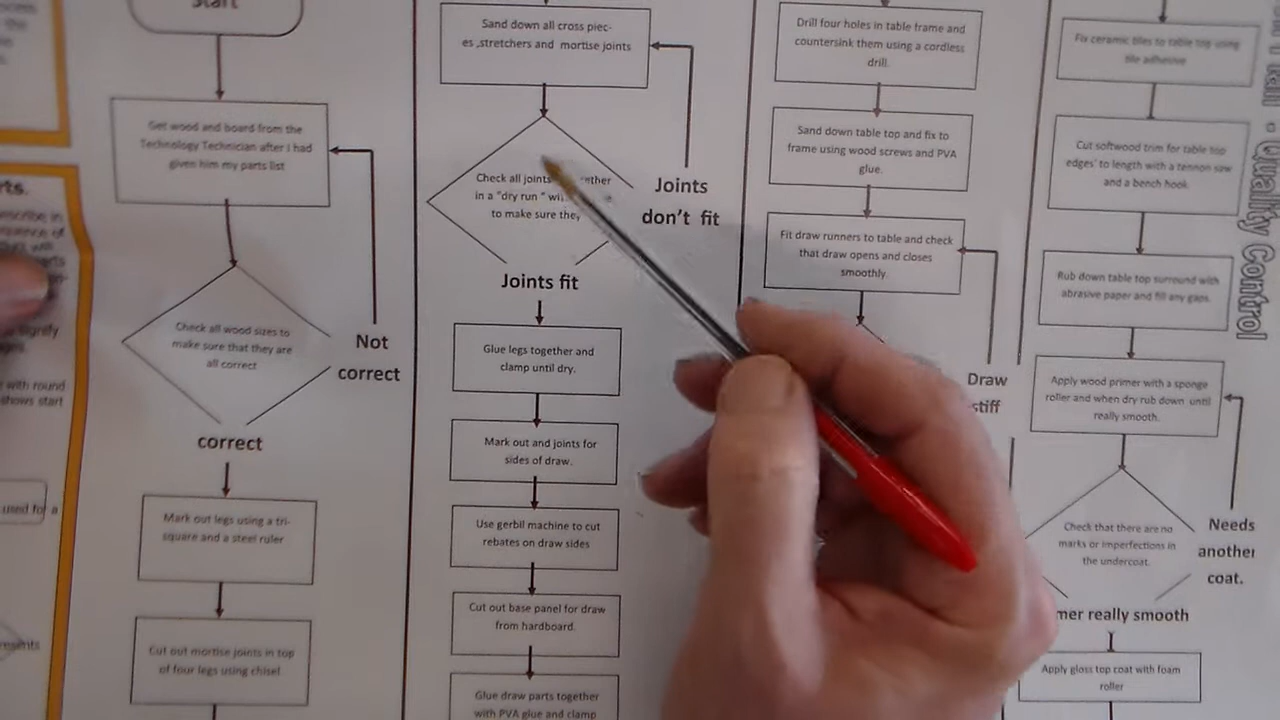 Start
Get wood and board from the
Technology Technician after I had
given him my parts list
Check all wood sizes to
make sure that they are
all correct
Not
correct
correct
Mark out legs using a tri-
square and a steel ruler
Cut out mortise joints in top
of four legs using chisel
Sand down all cross piec-
es ,stretchers and mortise joints
Check all joints
in a "dry run "
to make sure they
Joints
don't fit
Joints fit
Glue legs together and
clamp until dry.
Mark out and joints for
sides of draw.
Use gerbil machine to cut
rebates on draw sides
Cut out base panel for draw
from hardboard.
Glue draw parts together
with PVA glue and clamp
Drill four holes in table frame and
countersink them using a cordless
drill.
Sand down table top and fix to
frame using wood screws and PVA
glue.
Fit draw runners to table and check
that draw opens and closes
smoothly.
Draw
stiff
Fix ceramic tiles to table top using
tile adhesive
Cut softwood trim for table top
edges' to length with a tennon saw
and a bench hook.
Rub down table top surround with
abrasive paper and fill any gaps.
Apply wood primer with a sponge
roller and when dry rub down until
really smooth.
Check that there are no
marks or imperfections in
the undercoat.
Needs
another
coat.
mer really smooth
Apply gloss top coat with foam
roller
Quality Control
rts.
with round
shows start
used for a